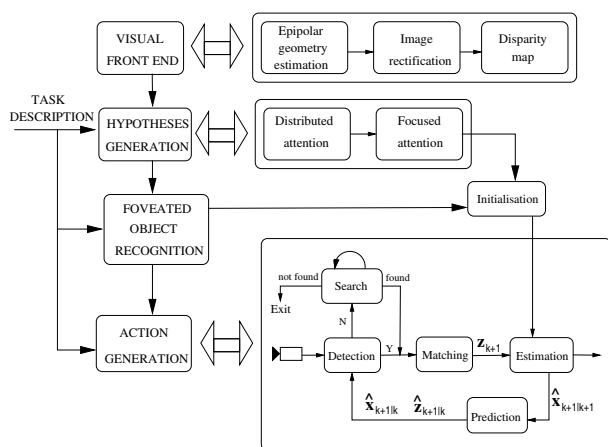 VISUAL
FRONT END
Epipolar
geometry
estimation
Image
rectification
Disparity
map
TASK
DESCRIPTION
HYPOTHESES
GENERATION
Distributed
attention
Focused
attention
FOVEATED
OBJECT
RECOGNITION
Initialisation
not found
Search
found
Exit
N
ACTION
GENERATION
Detection
Y
Matching
z_{k+1}
Estimation
x̂_{k+1|k}
ẑ_{k+1|k}
Prediction
x̂_{k+1|k+1}